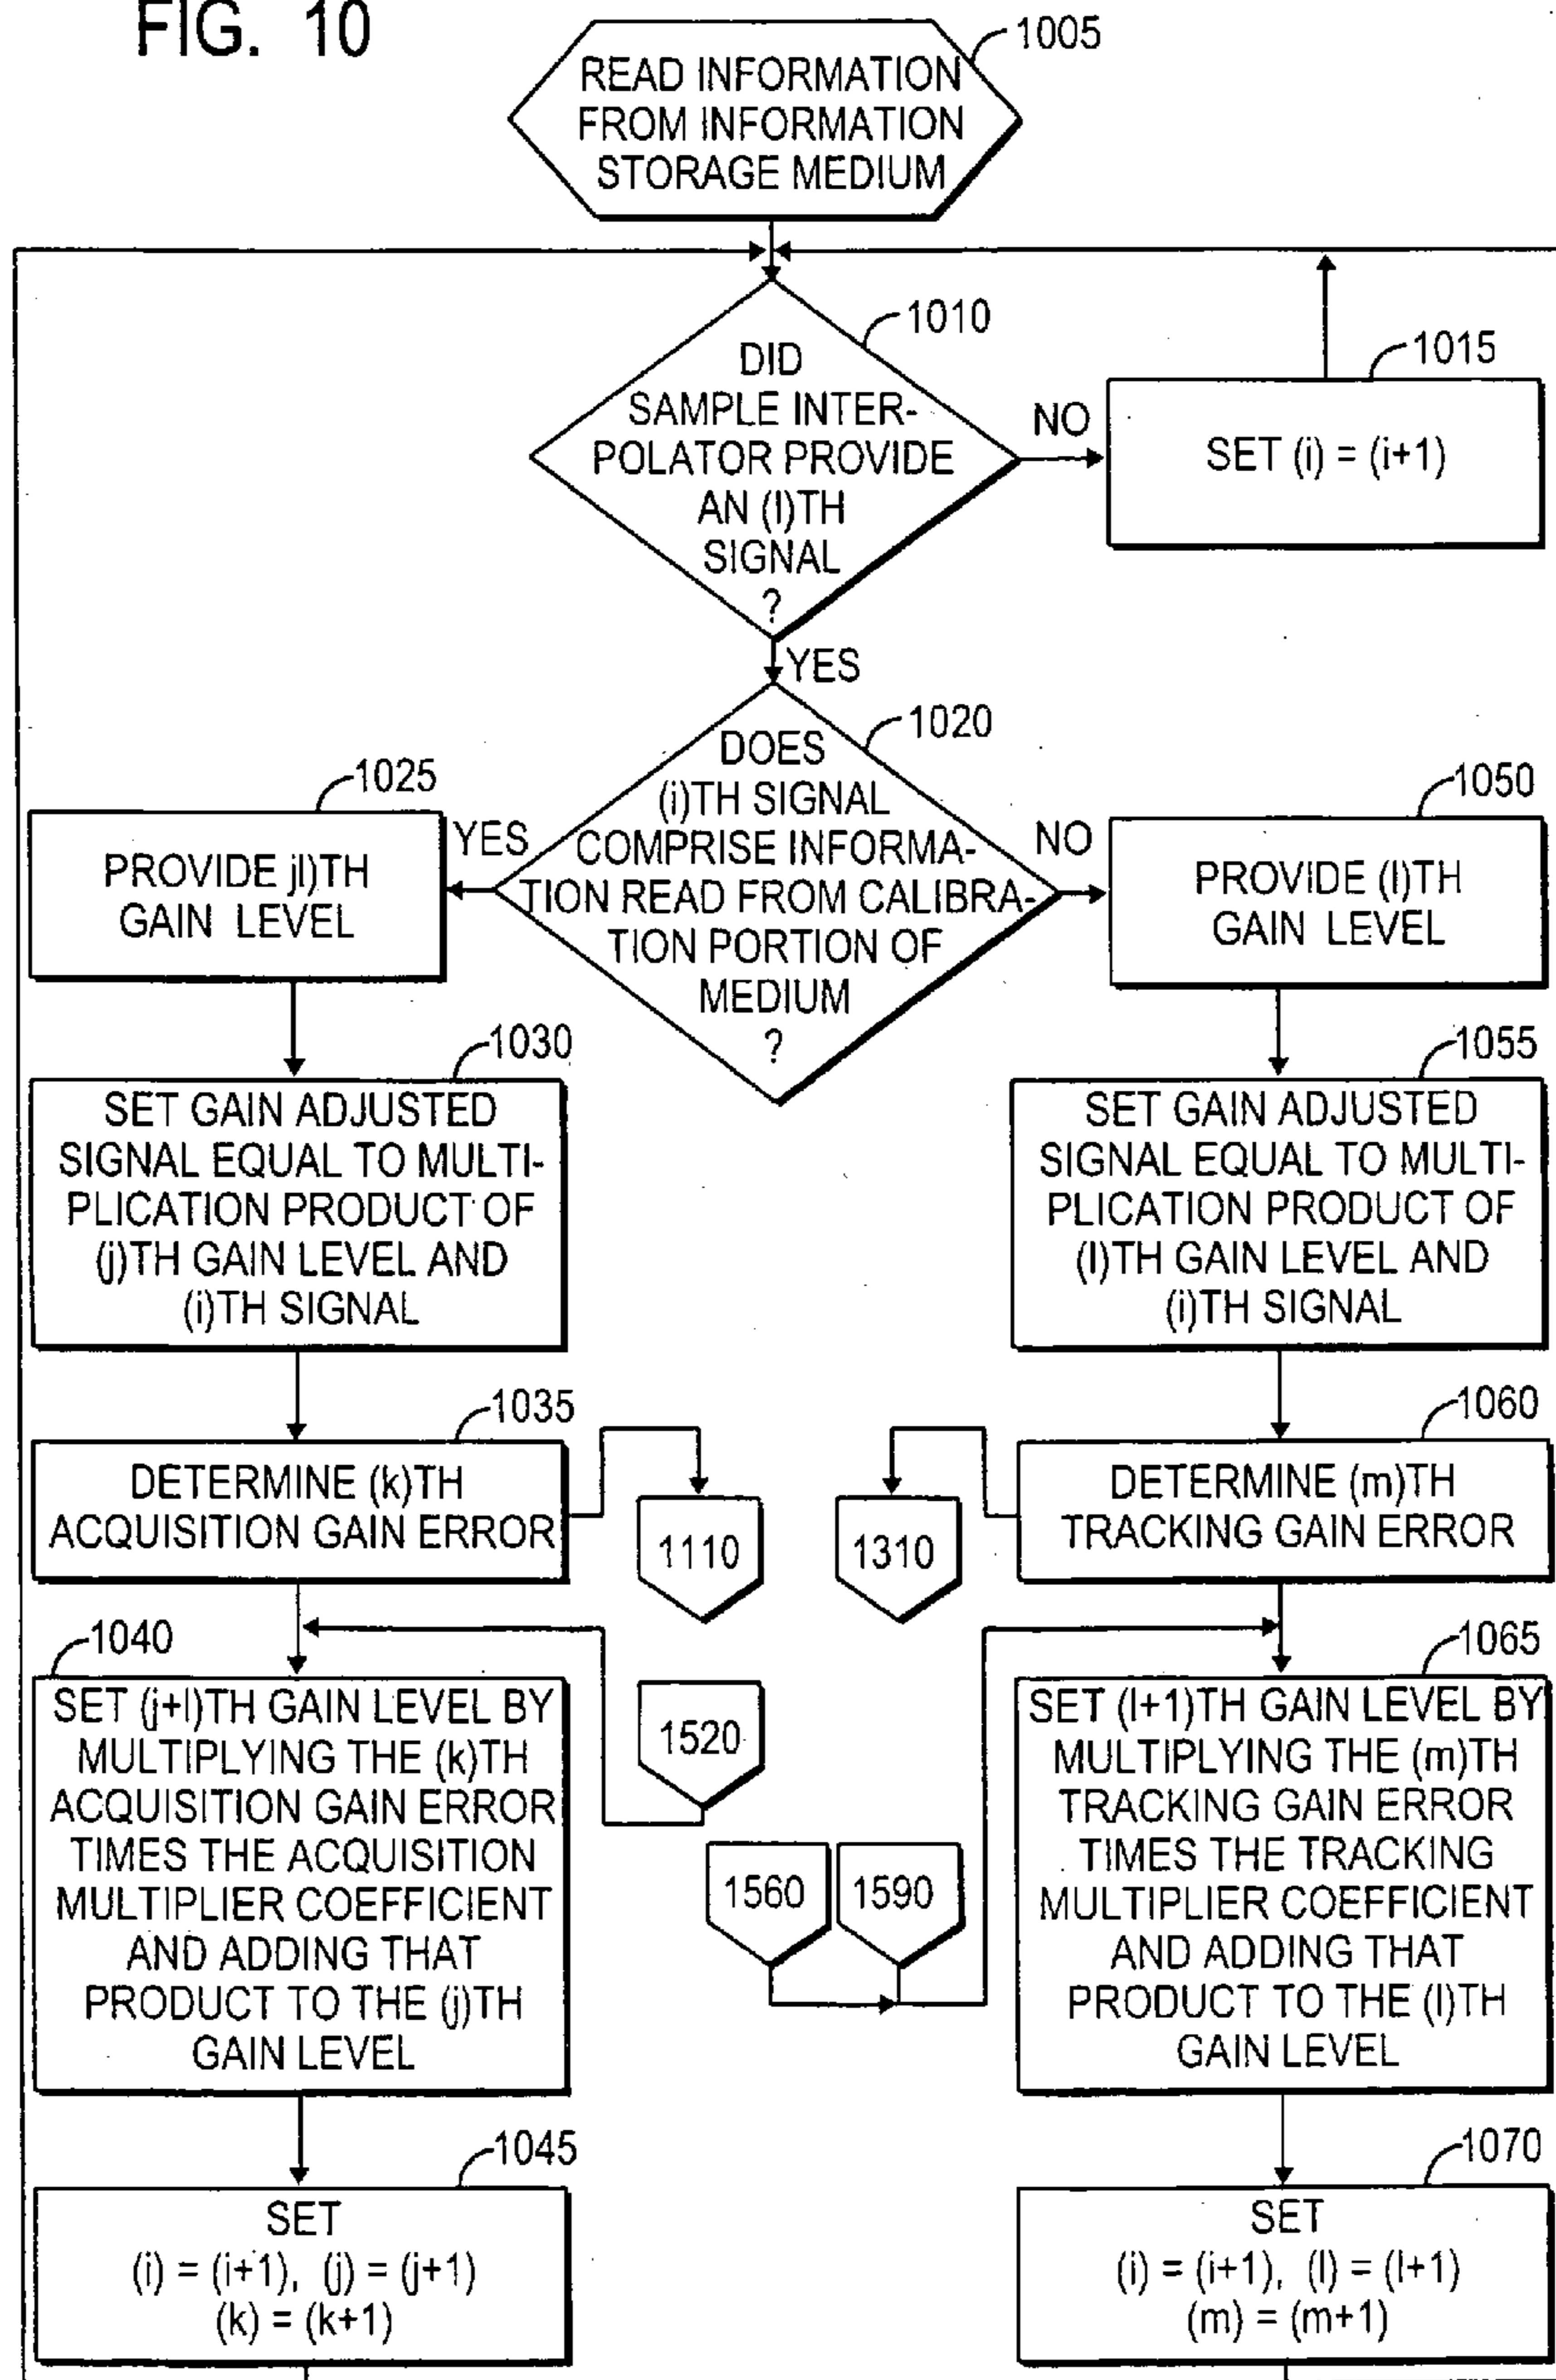 FIG. 10
1005
READ INFORMATION
FROM INFORMATION
STORAGE MEDIUM
1010
DID
SAMPLE INTER-
POLATOR PROVIDE
AN (I)TH
SIGNAL
?
NO
1015
SET (i) = (i+1)
YES
1020
DOES
(i)TH SIGNAL
COMPRISE INFORMA-
TION READ FROM CALIBRA-
TION PORTION OF
MEDIUM
?
YES
NO
1025
PROVIDE jI)TH
GAIN LEVEL
1050
PROVIDE (l)TH
GAIN LEVEL
1030
SET GAIN ADJUSTED
SIGNAL EQUAL TO MULTI-
PLICATION PRODUCT OF
(j)TH GAIN LEVEL AND
(i)TH SIGNAL
1055
SET GAIN ADJUSTED
SIGNAL EQUAL TO MULTI-
PLICATION PRODUCT OF
(l)TH GAIN LEVEL AND
(i)TH SIGNAL
1035
DETERMINE (k)TH
ACQUISITION GAIN ERROR
1110
1310
1060
DETERMINE (m)TH
TRACKING GAIN ERROR
1040
SET (j+l)TH GAIN LEVEL BY
MULTIPLYING THE (k)TH
ACQUISITION GAIN ERROR
TIMES THE ACQUISITION
MULTIPLIER COEFFICIENT
AND ADDING THAT
PRODUCT TO THE (j)TH
GAIN LEVEL
1520
1560
1590
1065
SET (l+1)TH GAIN LEVEL BY
MULTIPLYING THE (m)TH
TRACKING GAIN ERROR
TIMES THE TRACKING
MULTIPLIER COEFFICIENT
AND ADDING THAT
PRODUCT TO THE (l)TH
GAIN LEVEL
1045
SET
(i) = (i+1), (j) = (j+1)
(k) = (k+1)
1070
SET
(i) = (i+1), (l) = (l+1)
(m) = (m+1)